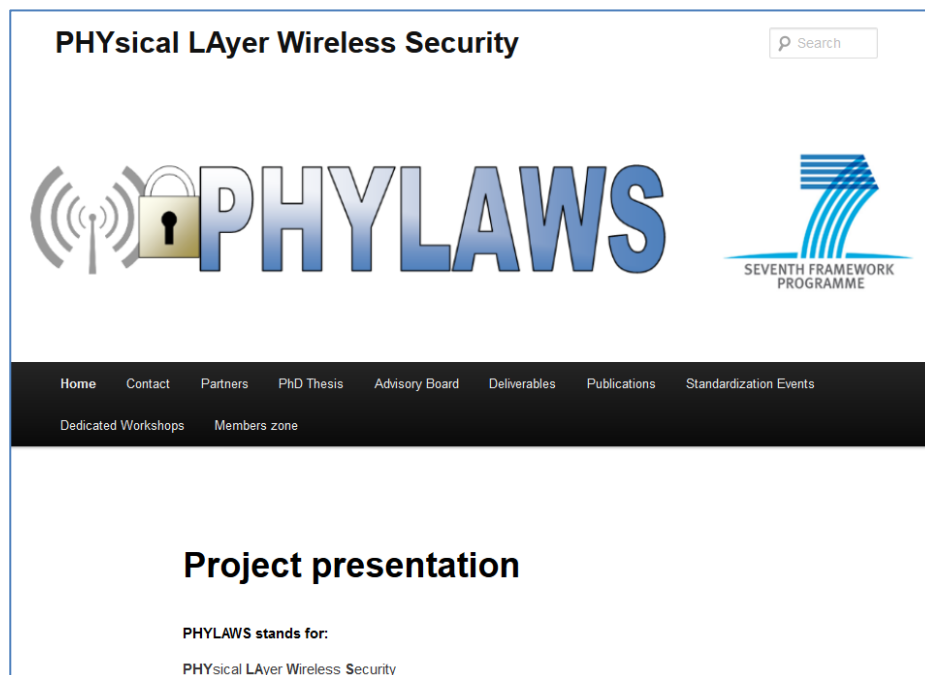 PHYsical LAyer Wireless Security
Search
PHYLAWS
SEVENTH FRAMEWORK
PROGRAMME
Home Contact Partners PhD Thesis Advisory Board Deliverables Publications Standardization Events
Dedicated Workshops Members zone
Project presentation
PHYLAWS stands for:
PHYsical LAyer Wireless Security